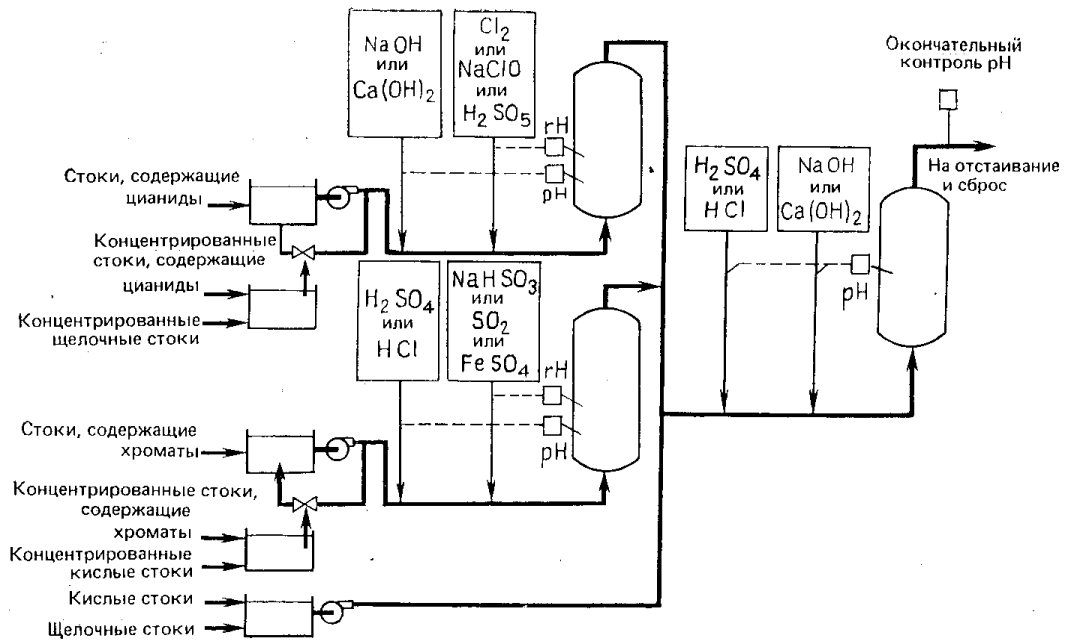 NaOH
или
Ca(OH)2
Cl2
или
NaClO
или
H2SO5
rH
pH
Окончательный
контроль pH
На отстаивание
и сброс
H2SO4
или
HCl
NaOH
или
Ca(OH)2
pH
Стоки, содержащие
цианиды
Концентрированные
стоки, содержащие
цианиды
Концентрированные
щелочные стоки
H2SO4
или
HCl
NaHSO3
или
SO2
или
FeSO4
rH
pH
Стоки, содержащие
хроматы
Концентрированные стоки,
содержащие
хроматы
Концентрированные
кислые стоки
Кислые стоки
Щелочные стоки